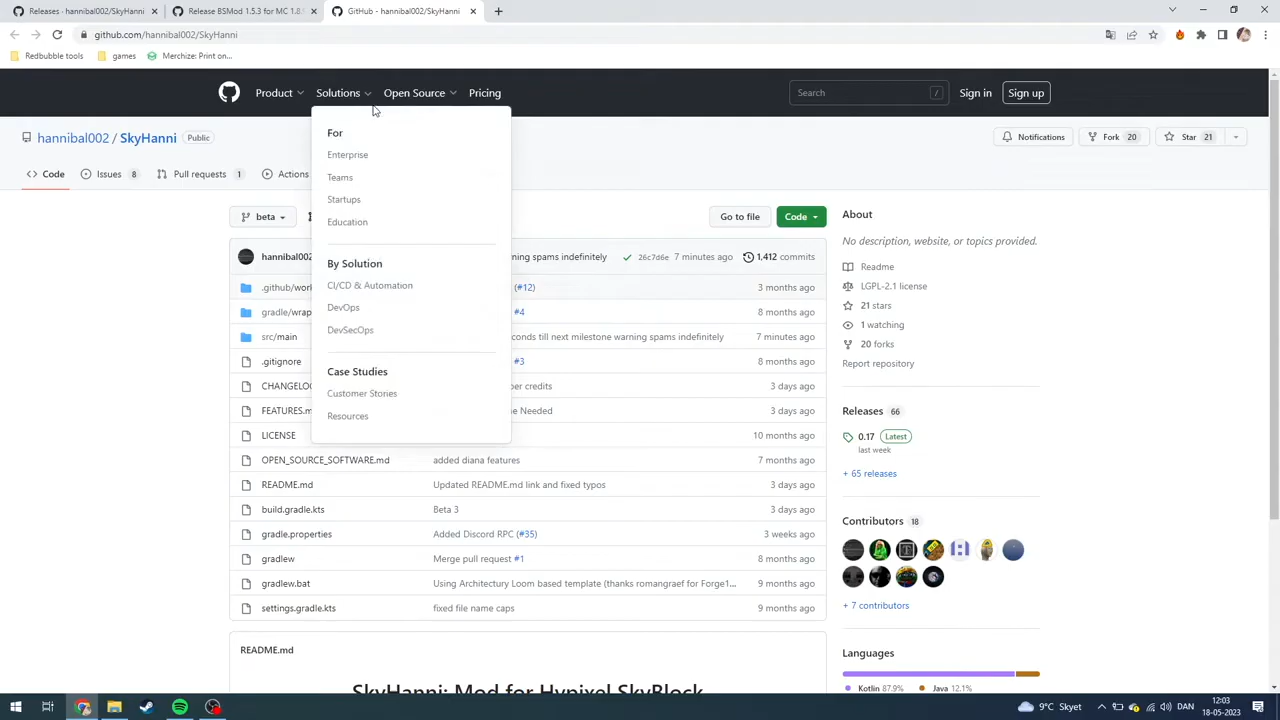 Releases · hannibal002/SkyHanni
Release BSMod 1.5.3 for MC 1.8.
GitHub - hannibal002/SkyHanni
github.com/hannibal002/SkyHanni
Redbubble tools
games
Merchize: Print on...
Product
Solutions
Open Source
Pricing
Search
/
Sign in
Sign up
hannibal002 / SkyHanni
Public
Notifications
Fork 20
Star 21
Code
Issues 8
Pull requests 1
Actions
For
Enterprise
Teams
Startups
Education
By Solution
CI/CD & Automation
DevOps
DevSecOps
Case Studies
Customer Stories
Resources
beta
Go to file
Code
hannibal002
ning spams indefinitely
26c7d6e 7 minutes ago
1,412 commits
.github/work
(#12)
3 months ago
gradle/wrap
#4
8 months ago
src/main
conds till next milestone warning spams indefinitely
7 minutes ago
.gitignore
#3
8 months ago
CHANGELOG
per credits
3 days ago
FEATURES.m
ne Needed
3 days ago
LICENSE
10 months ago
OPEN_SOURCE_SOFTWARE.md
added diana features
7 months ago
README.md
Updated README.md link and fixed typos
3 days ago
build.gradle.kts
Beta 3
3 days ago
gradle.properties
Added Discord RPC (#35)
3 weeks ago
gradlew
Merge pull request #1
8 months ago
gradlew.bat
Using Architectury Loom based template (thanks romangraef for Forge1...
9 months ago
settings.gradle.kts
fixed file name caps
9 months ago
README.md
SkyHanni: Mod for Hypixel SkyBlock
About
No description, website, or topics provided.
Readme
LGPL-2.1 license
21 stars
1 watching
20 forks
Report repository
Releases 66
0.17 Latest
last week
+ 65 releases
Contributors 18
+ 7 contributors
Languages
Kotlin 87.9%
Java 12.1%
9°C Skyet
DAN
12:03
18-05-2023